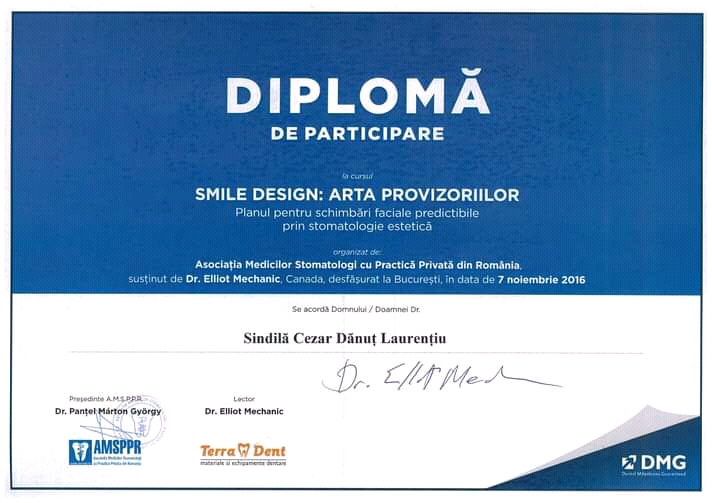 DIPLOMĂ
DE PARTICIPARE
la cursul
SMILE DESIGN: ARTA PROVIZORIILOR
Planul pentru schimbări faciale predictibile
prin stomatologie estetică
organizat de:
Asociația Medicilor Stomatologi cu Practică Privată din România,
susținut de Dr. Elliot Mechanic, Canada, desfășurat la București, în data de 7 noiembrie 2016
Se acordă Domnului / Doamnei Dr.
Sindilă Cezar Dănuț Laurențiu
Dr. Elliot Mech
Președinte A.M.S.P.P.R.
Dr. Panțel Márton György
Lector
Dr. Elliot Mechanic
AMSPPR
Asociația Medicilor Stomatologi
cu Practică Privată din România
Terra Dent
materiale si echipamente dentare
DMG
Dental Milestones Guaranteed